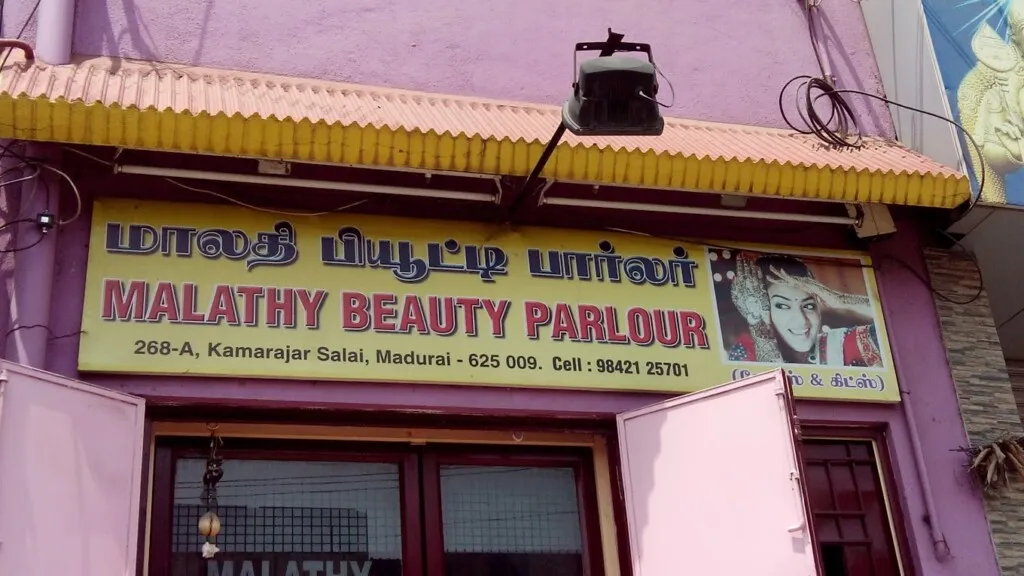 மாலதி பியூட்டி பார்லர்
MALATHY BEAUTY PARLOUR
268-A, Kamarajar Salai, Madurai - 625 009. Cell : 98421 25701
& கிட்ஸ்)
MALATHY